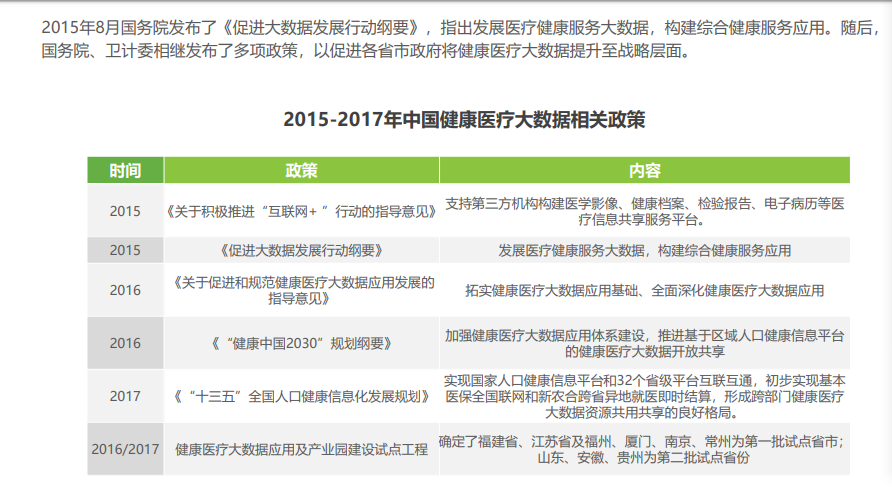 2015年8月国务院发布了《促进大数据发展行动纲要》，指出发展医疗健康服务大数据，构建综合健康服务应用。随后，
国务院、卫计委相继发布了多项政策，以促进各省市政府将健康医疗大数据提升至战略层面。
2015-2017年中国健康医疗大数据相关政策
时间 政策 内容
2015 《关于积极推进“互联网+ ”行动的指导意见》 支持第三方机构构建医学影像、健康档案、检验报告、电子病历等医
疗信息共享服务平台。
2015 《促进大数据发展行动纲要》 发展医疗健康服务大数据，构建综合健康服务应用
2016 《关于促进和规范健康医疗大数据应用发展的
指导意见》 拓实健康医疗大数据应用基础、全面深化健康医疗大数据应用
2016 《“健康中国2030”规划纲要》 加强健康医疗大数据应用体系建设，推进基于区域人口健康信息平台
的健康医疗大数据开放共享
2017 《“十三五”全国人口健康信息化发展规划》 实现国家人口健康信息平台和32个省级平台互联互通，初步实现基本
医保全国联网和新农合跨省异地就医即时结算，形成跨部门健康医疗
大数据资源共用共享的良好格局。
2016/2017 健康医疗大数据应用及产业园建设试点工程 确定了福建省、江苏省及福州、厦门、南京、常州为第一批试点省市；
山东、安徽、贵州为第二批试点省份